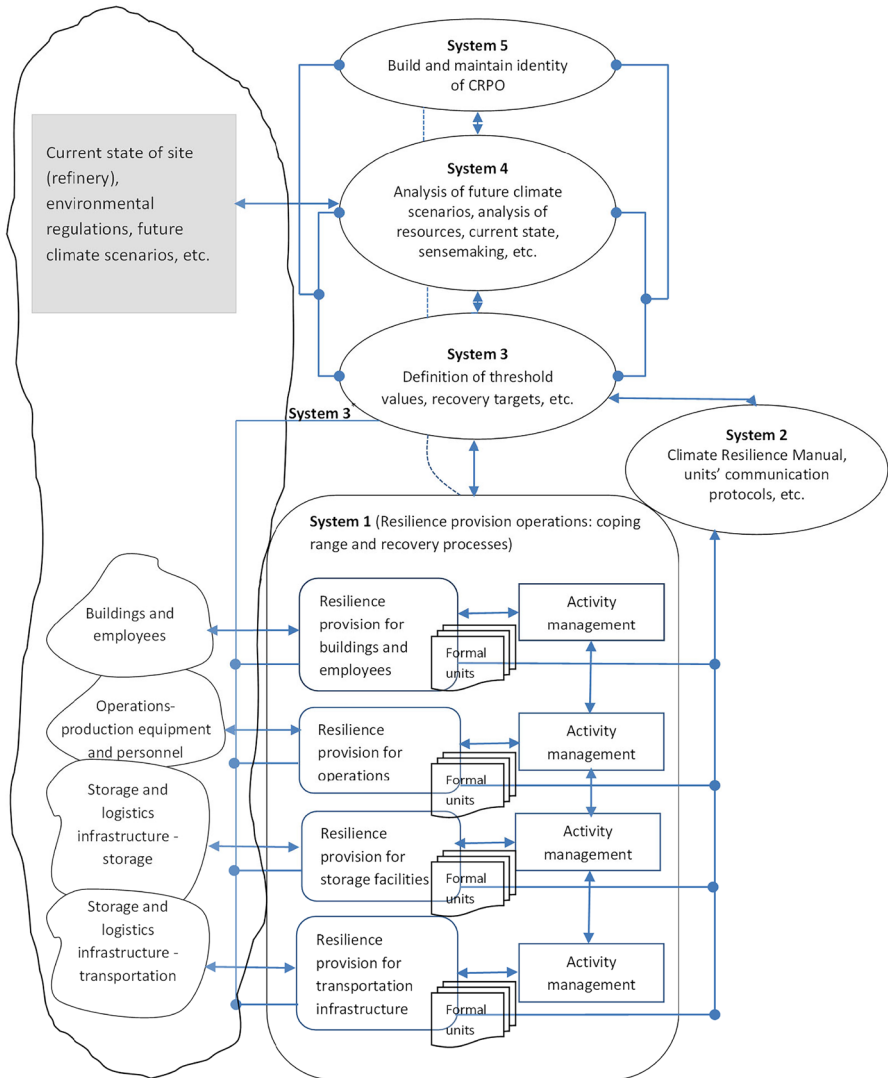 System 5
Build and maintain identity
of CRPO
Current state of site
(refinery),
environmental
regulations, future
climate scenarios, etc.
System 4
Analysis of future climate
scenarios, analysis of
resources, current state,
sensemaking, etc.
System 3
Definition of threshold
values, recovery targets, etc.
System 3*
System 2
Climate Resilience Manual,
units’ communication
protocols, etc.
System 1 (Resilience provision operations: coping
range and recovery processes)
Buildings and
employees
Resilience
provision for
buildings and
employees
Formal
units
Activity
management
Operations-
production equipment
and personnel
Resilience
provision for
operations
Formal
units
Activity
management
Storage and
logistics
infrastructure -
storage
Resilience
provision for
storage facilities
Formal
units
Activity
management
Storage and
logistics
infrastructure -
transportation
Resilience
provision for
transportation
infrastructure
Formal
units
Activity
management